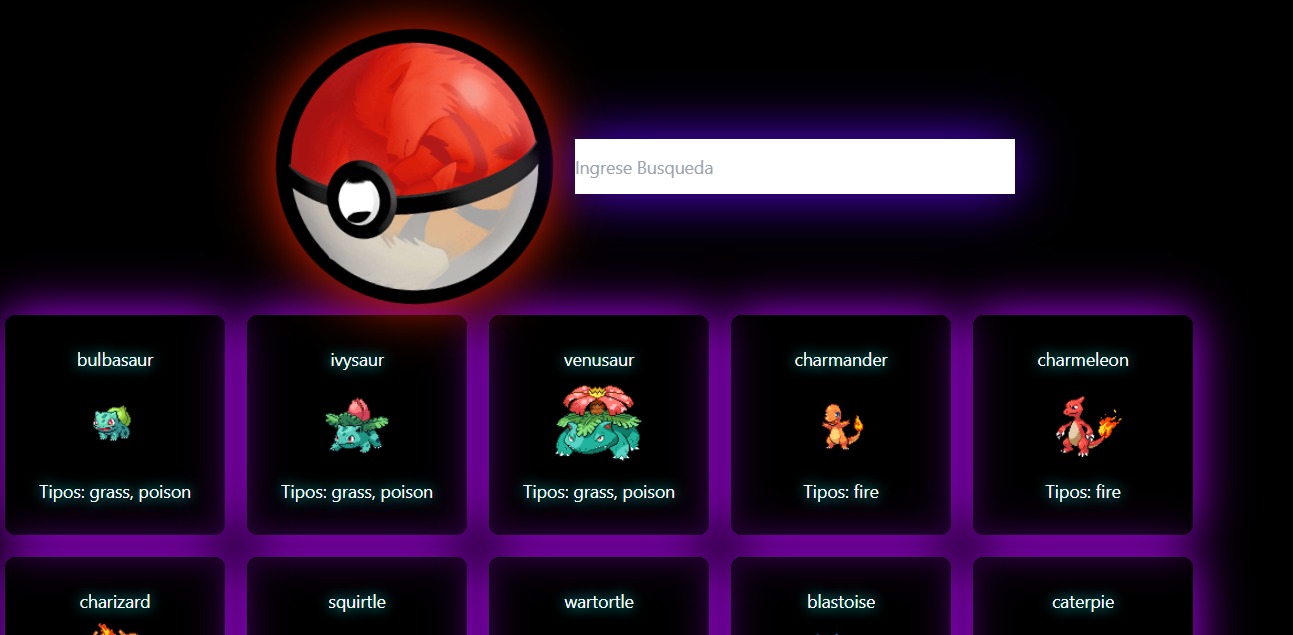 Ingrese Busqueda
bulbasaur
ivysaur
venusaur
charmander
charmeleon
Tipos: grass, poison
Tipos: grass, poison
Tipos: grass, poison
Tipos: fire
Tipos: fire
charizard
squirtle
wartortle
blastoise
caterpie